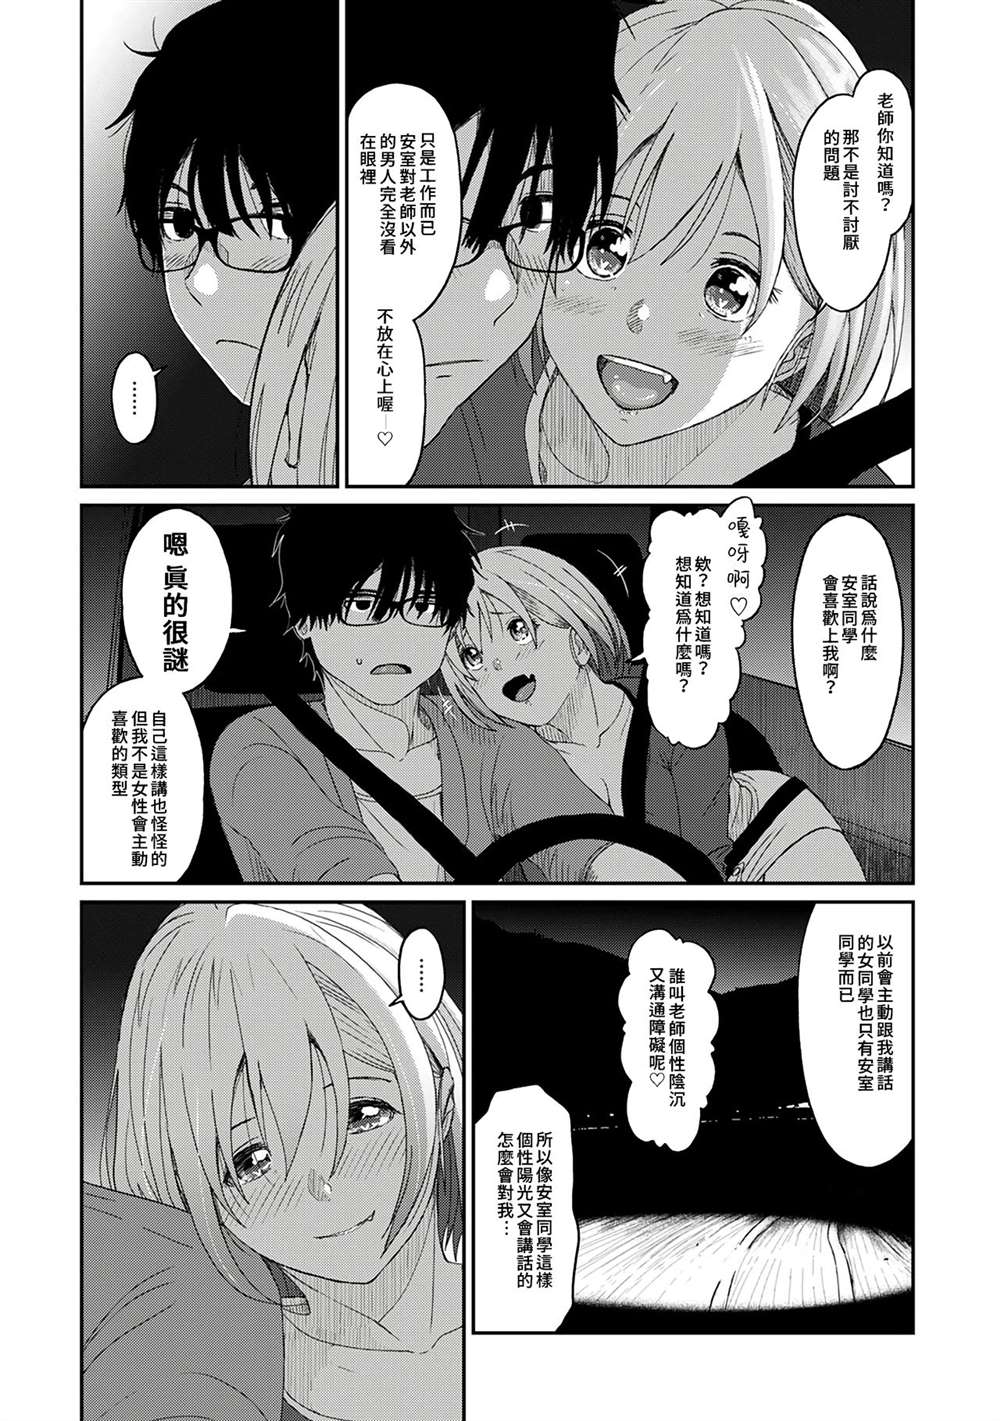 老師你知道嗎？
那不是討不討厭
的問題
只是工作而已
安室對老師以外
的男人完全沒看
在眼裡
不放在心上喔─♡
……
話說為什麼
安室同學
會喜歡上我啊？
嘎呀啊♡
欸？想知道嗎？
想知道為什麼嗎？
嗯 真的很謎
自己這樣講也怪怪的
但我不是女性會主動
喜歡的類型
以前會主動跟我講話
的女同學也只有安室
同學而已
誰叫老師個性陰沉
又溝通障礙呢♡
所以像安室同學這樣
個性陽光又會講話的
怎麼會對我…
……